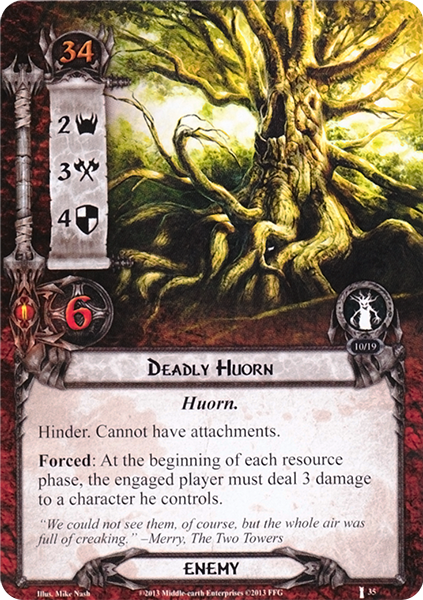 34
2
3
4
6
10/19
Deadly Huorn
Huorn.
Hinder. Cannot have attachments.
Forced: At the beginning of each resource
phase, the engaged player must deal 3 damage
to a character he controls.
“We could not see them, of course, but the whole air was
full of creaking.” –Merry, The Two Towers
ENEMY
Illus. Mike Nash
©2013 Middle-earth Enterprises ©2013 FFG
35